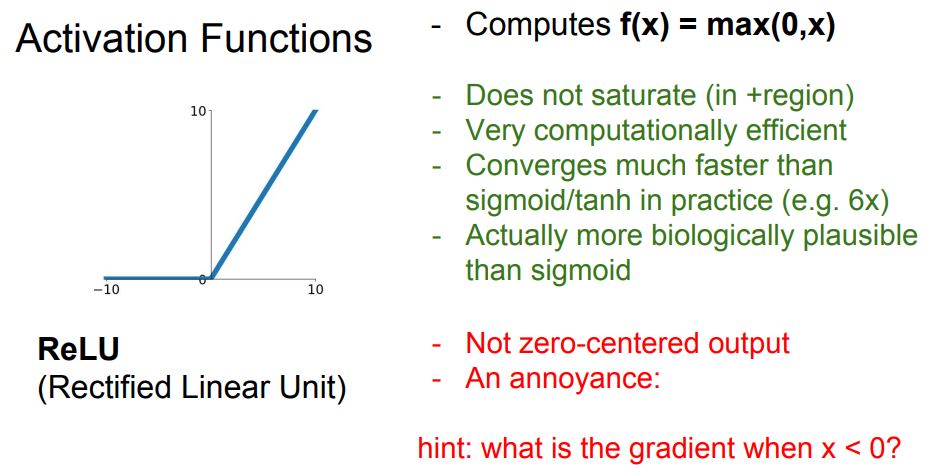 Activation Functions
10
0
−10
10
ReLU
(Rectified Linear Unit)
- Computes f(x) = max(0,x)
- Does not saturate (in +region)
- Very computationally efficient
- Converges much faster than
sigmoid/tanh in practice (e.g. 6x)
- Actually more biologically plausible
than sigmoid
- Not zero-centered output
- An annoyance:
hint: what is the gradient when x < 0?